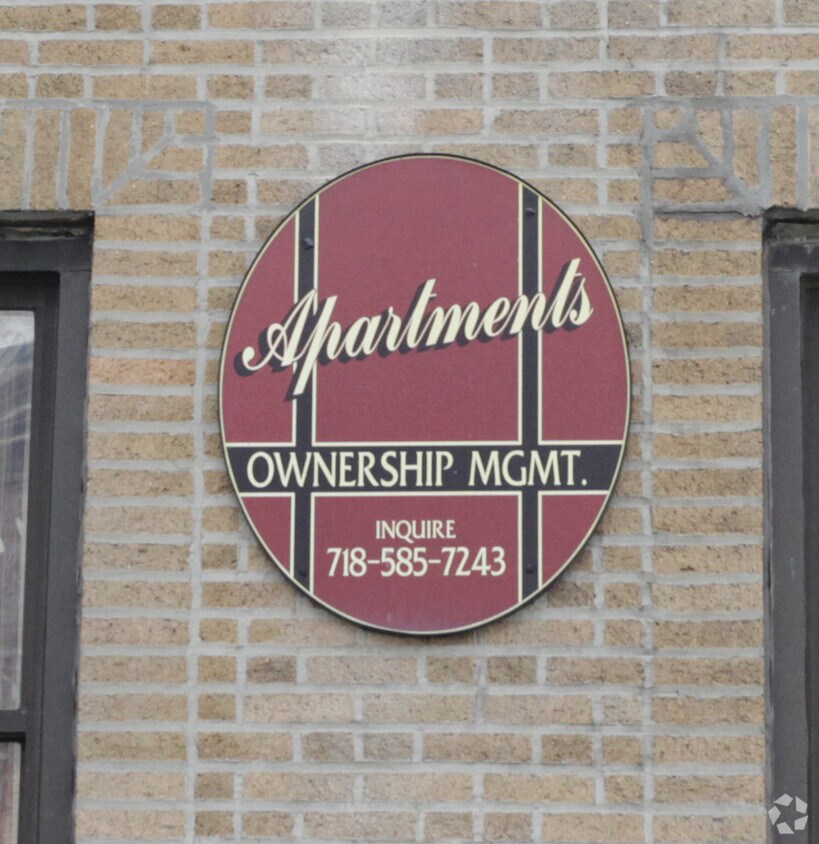 Apartments
OWNERSHIP MGMT.
INQUIRE
718-585-7243